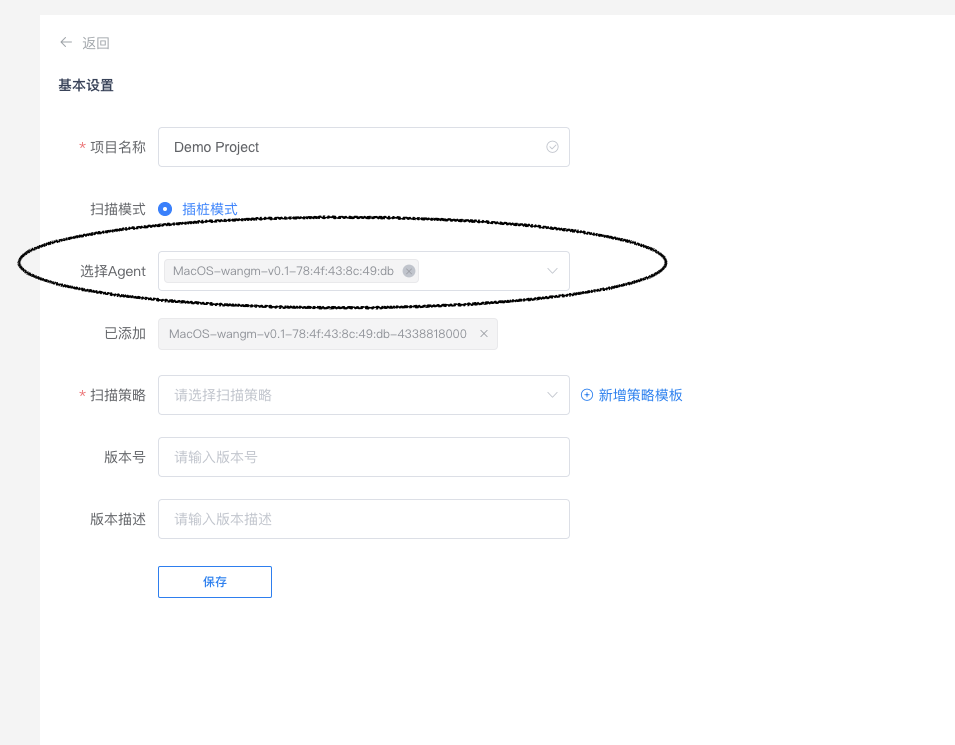 返回
基本设置
* 项目名称 Demo Project
扫描模式 插桩模式
选择Agent MacOS-wangm-v0.1-78:4f:43:8c:49:db
已添加 MacOS-wangm-v0.1-78:4f:43:8c:49:db-4338818000
* 扫描策略 请选择扫描策略 新增策略模板
版本号 请输入版本号
版本描述 请输入版本描述
保存